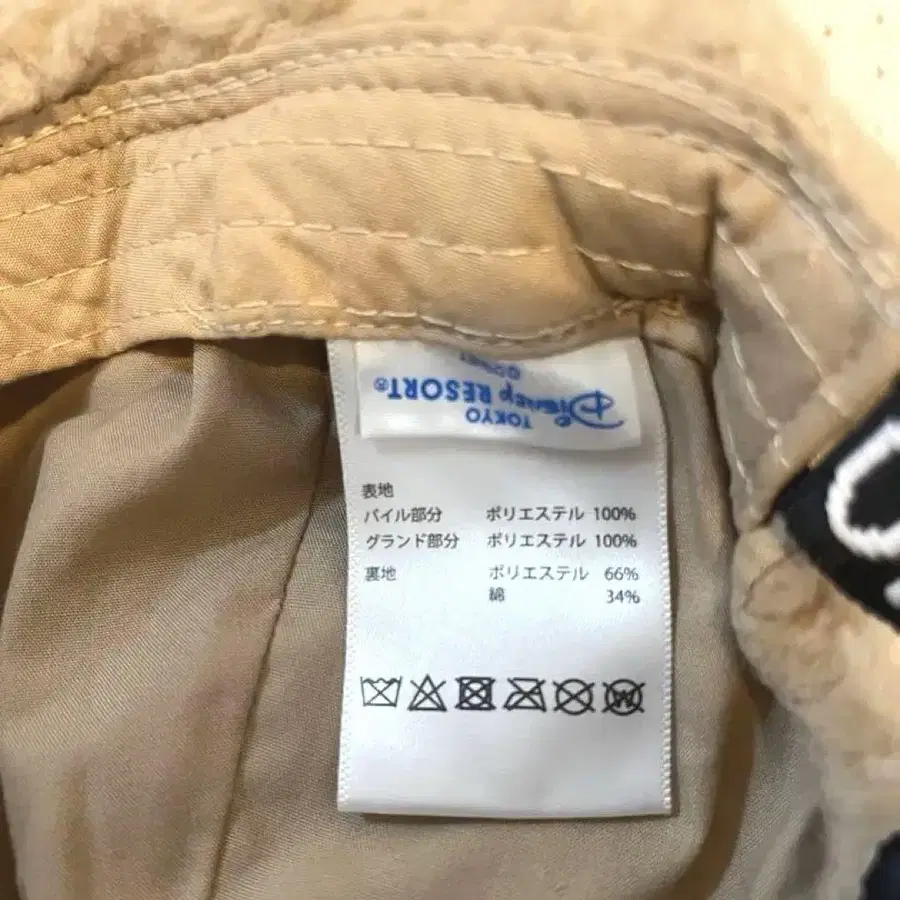 TOKYO
Disney RESORT®
表地
パイル部分 ポリエステル 100%
グランド部分 ポリエステル 100%
裏地 ポリエステル 66%
綿 34%
W